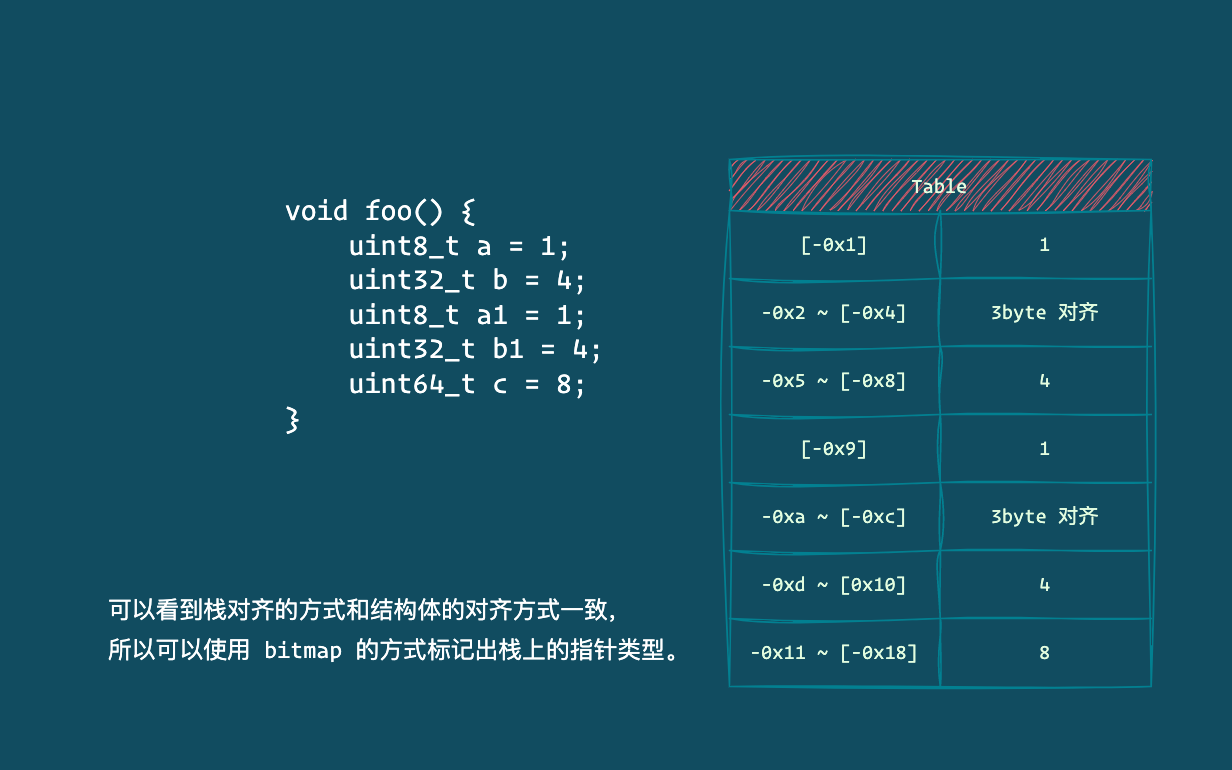 void foo() {
    uint8_t a = 1;
    uint32_t b = 4;
    uint8_t a1 = 1;
    uint32_t b1 = 4;
    uint64_t c = 8;
}
可以看到栈对齐的方式和结构体的对齐方式一致，
所以可以使用 bitmap 的方式标记出栈上的指针类型。
Table
[-0x1] 1
-0x2 ~ [-0x4] 3byte 对齐
-0x5 ~ [-0x8] 4
[-0x9] 1
-0xa ~ [-0xc] 3byte 对齐
-0xd ~ [0x10] 4
-0x11 ~ [-0x18] 8